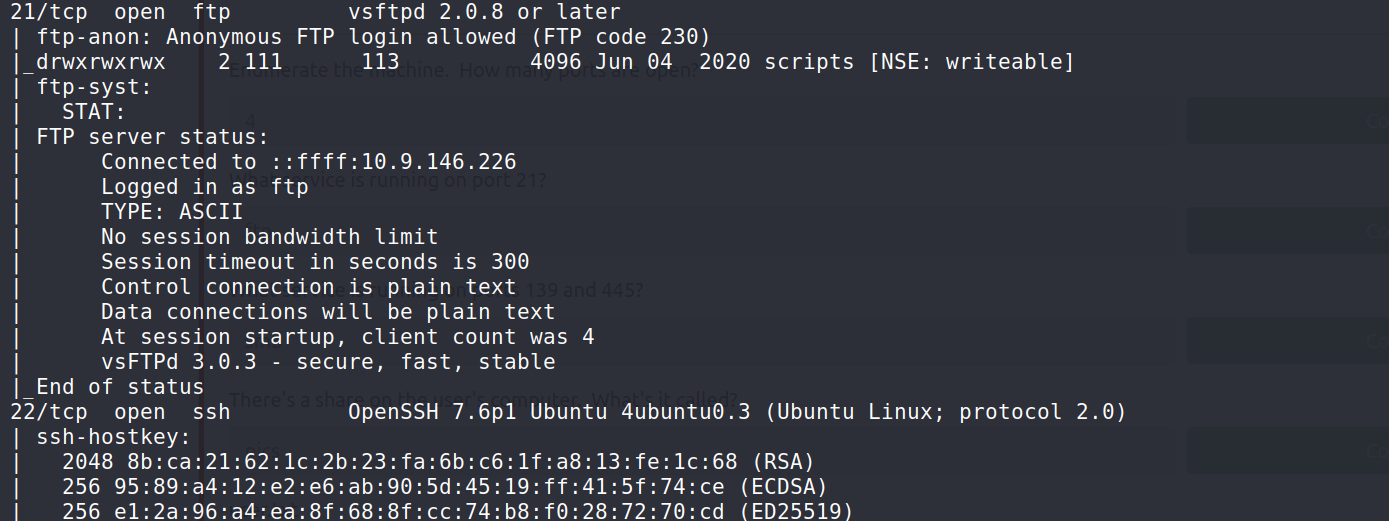 21/tcp  open  ftp         vsftpd 2.0.8 or later
| ftp-anon: Anonymous FTP login allowed (FTP code 230)
|_drwxrwxrwx    2 111      113          4096 Jun 04  2020 scripts [NSE: writeable]
Enumerate the machine.  How many ports are open?
| ftp-syst:
|   STAT:
4
| FTP server status:
|      Connected to ::ffff:10.9.146.226
|      Logged in as ftp
What service is running on port 21?
|      TYPE: ASCII
|      No session bandwidth limit
|      Session timeout in seconds is 300
|      Control connection is plain text
139 and 445?
|      Data connections will be plain text
|      At session startup, client count was 4
|      vsFTPd 3.0.3 - secure, fast, stable
|_End of status
There's a share on the user's computer.  What's it called?
22/tcp  open  ssh         OpenSSH 7.6p1 Ubuntu 4ubuntu0.3 (Ubuntu Linux; protocol 2.0)
| ssh-hostkey:
|   2048 8b:ca:21:62:1c:2b:23:fa:6b:c6:1f:a8:13:fe:1c:68 (RSA)
|   256 95:89:a4:12:e2:e6:ab:90:5d:45:19:ff:41:5f:74:ce (ECDSA)
|   256 e1:2a:96:a4:ea:8f:68:8f:cc:74:b8:f0:28:72:70:cd (ED25519)